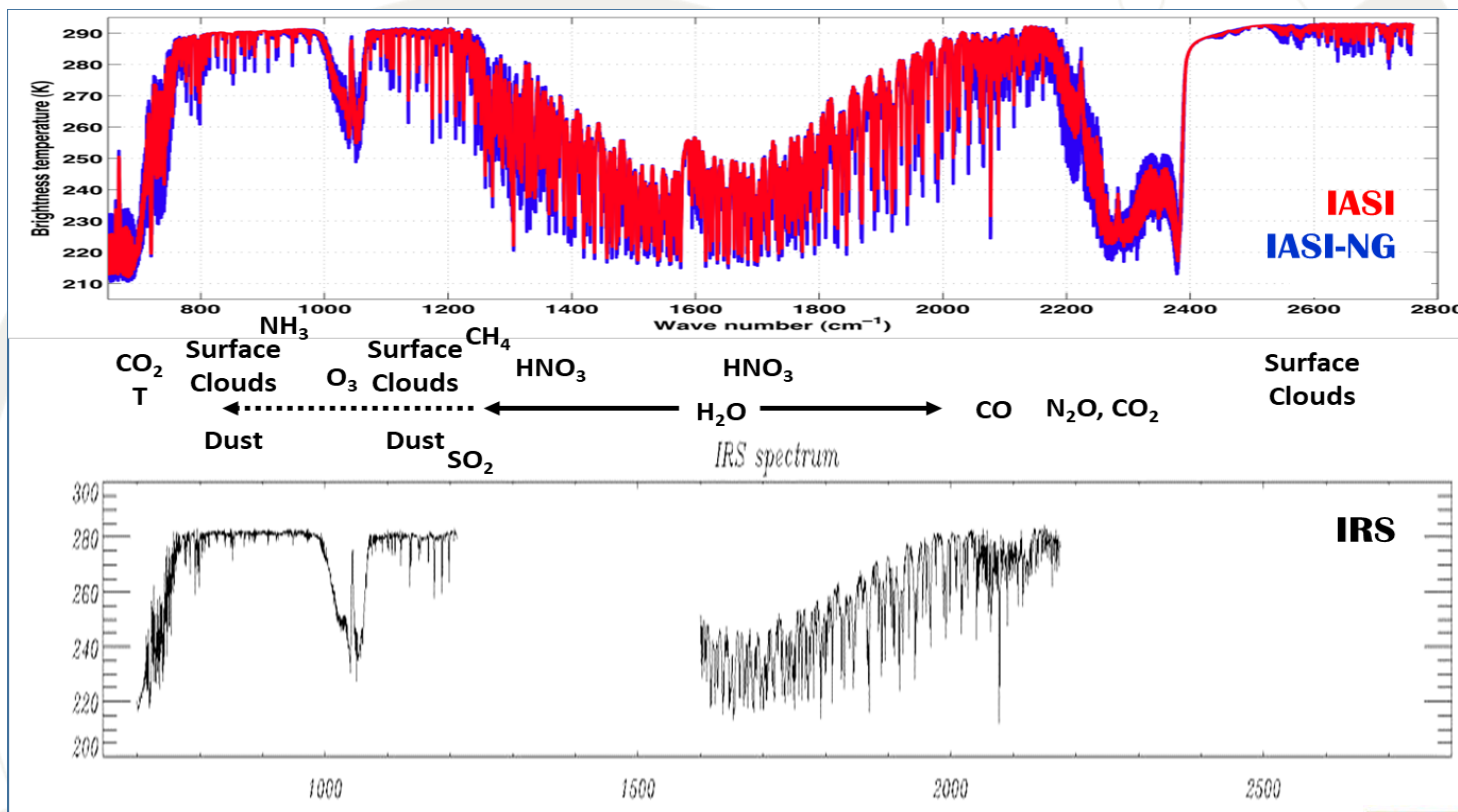 Brightness temperature (K)
290
280
270
260
250
240
230
220
210
IASI
IASI-NG
800 1000 1200 1400 1600 1800 2000 2200 2400 2600 2800
Wave number (cm⁻¹)
NH₃
CH₄
CO₂
T
Surface
Clouds
O₃
Surface
Clouds
HNO₃
HNO₃
Surface
Clouds
H₂O
CO
N₂O, CO₂
Dust
Dust
SO₂
IRS spectrum
300
280
260
240
220
200
IRS
1000 1500 2000 2500